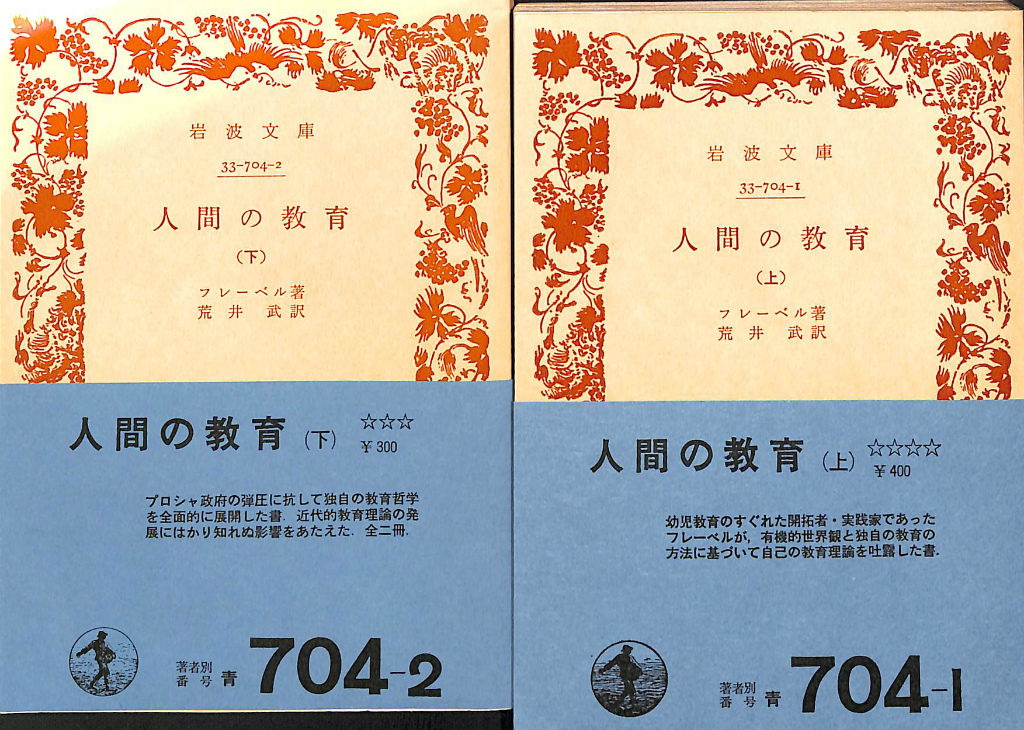 岩波文庫
33-704-2
人間の教育
(下)
フレーベル著
荒井 武訳
人間の教育(下)
☆☆☆
¥300
プロシャ政府の弾圧に抗して独自の教育哲学
を全面的に展開した書. 近代的教育理論の発
展にはかり知れぬ影響をあたえた. 全二冊.
著者別
番号
青
704-2
岩波文庫
33-704-1
人間の教育
(上)
フレーベル著
荒井 武訳
人間の教育(上)
☆☆☆☆
¥400
幼児教育のすぐれた開拓者・実践家であった
フレーベルが, 有機的世界観と独自の教育の
方法に基づいて自己の教育理論を吐露した書.
著者別
番号
青
704-1